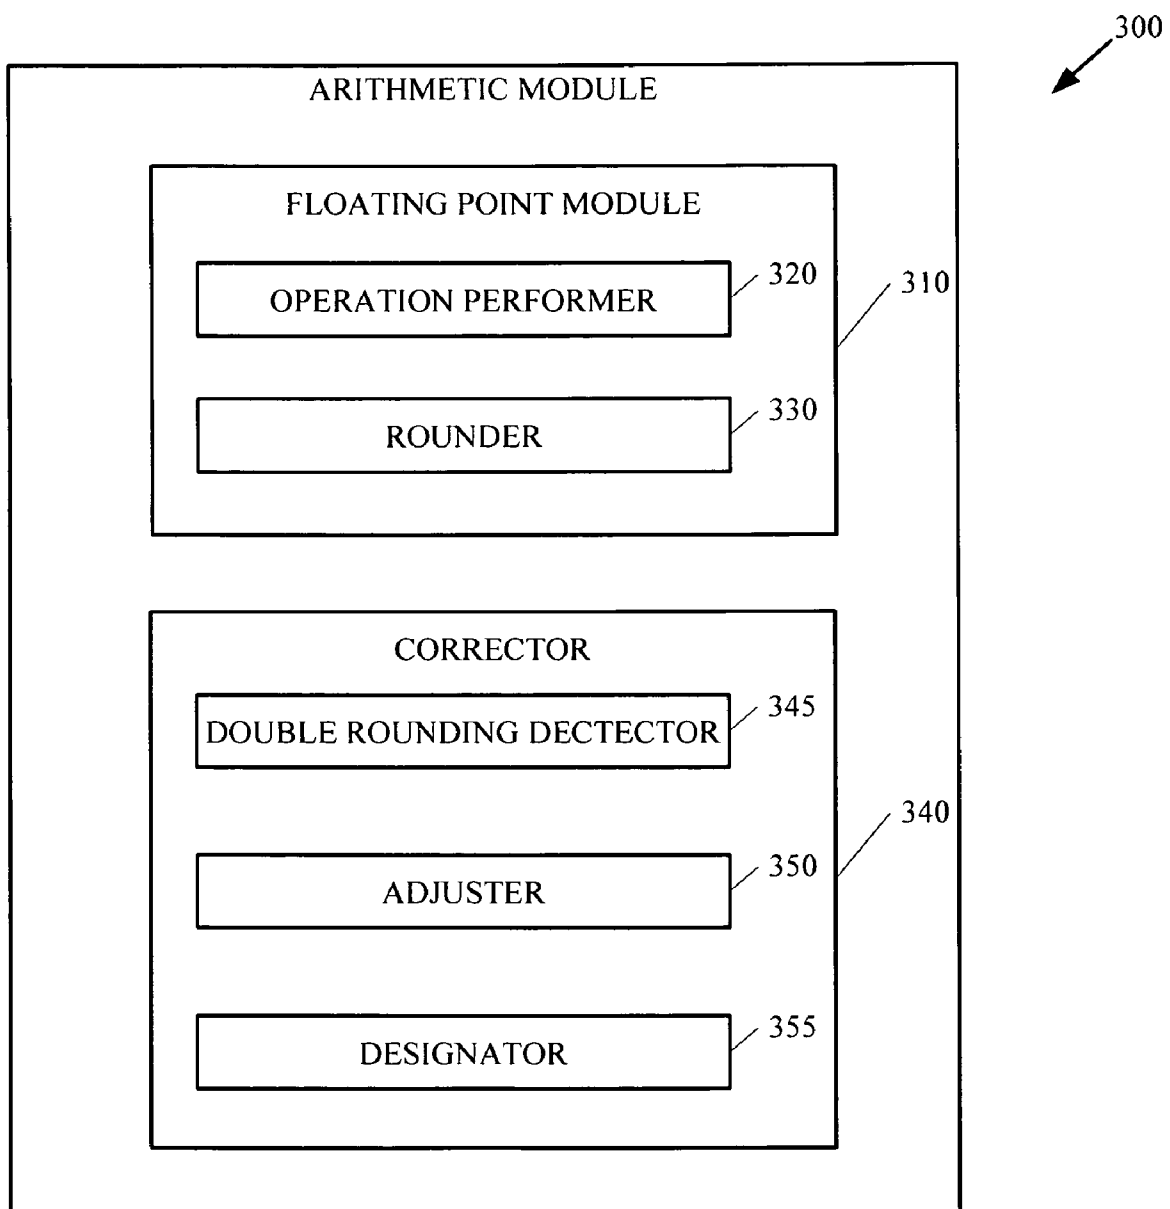 300
ARITHMETIC MODULE
FLOATING POINT MODULE
OPERATION PERFORMER
320
310
ROUNDER
330
CORRECTOR
DOUBLE ROUNDING DECTECTOR
345
340
ADJUSTER
350
DESIGNATOR
355